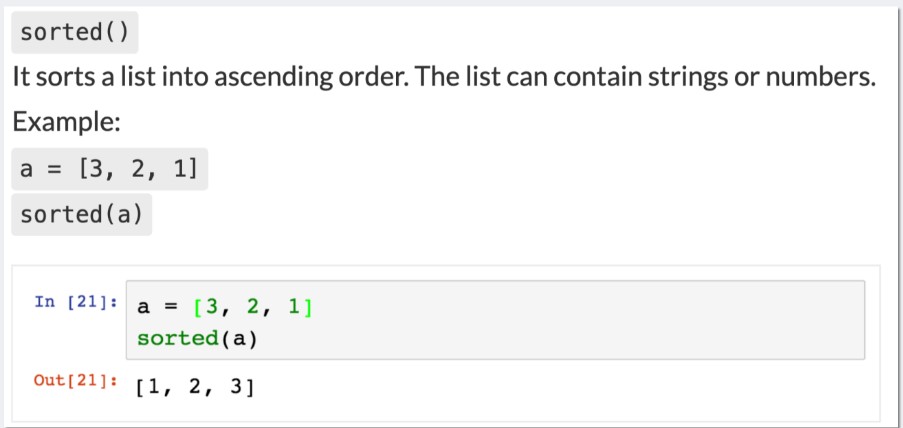 sorted()
It sorts a list into ascending order. The list can contain strings or numbers.
Example:
a = [3, 2, 1]
sorted(a)
In [21]: a = [3, 2, 1]
sorted(a)
Out[21]: [1, 2, 3]